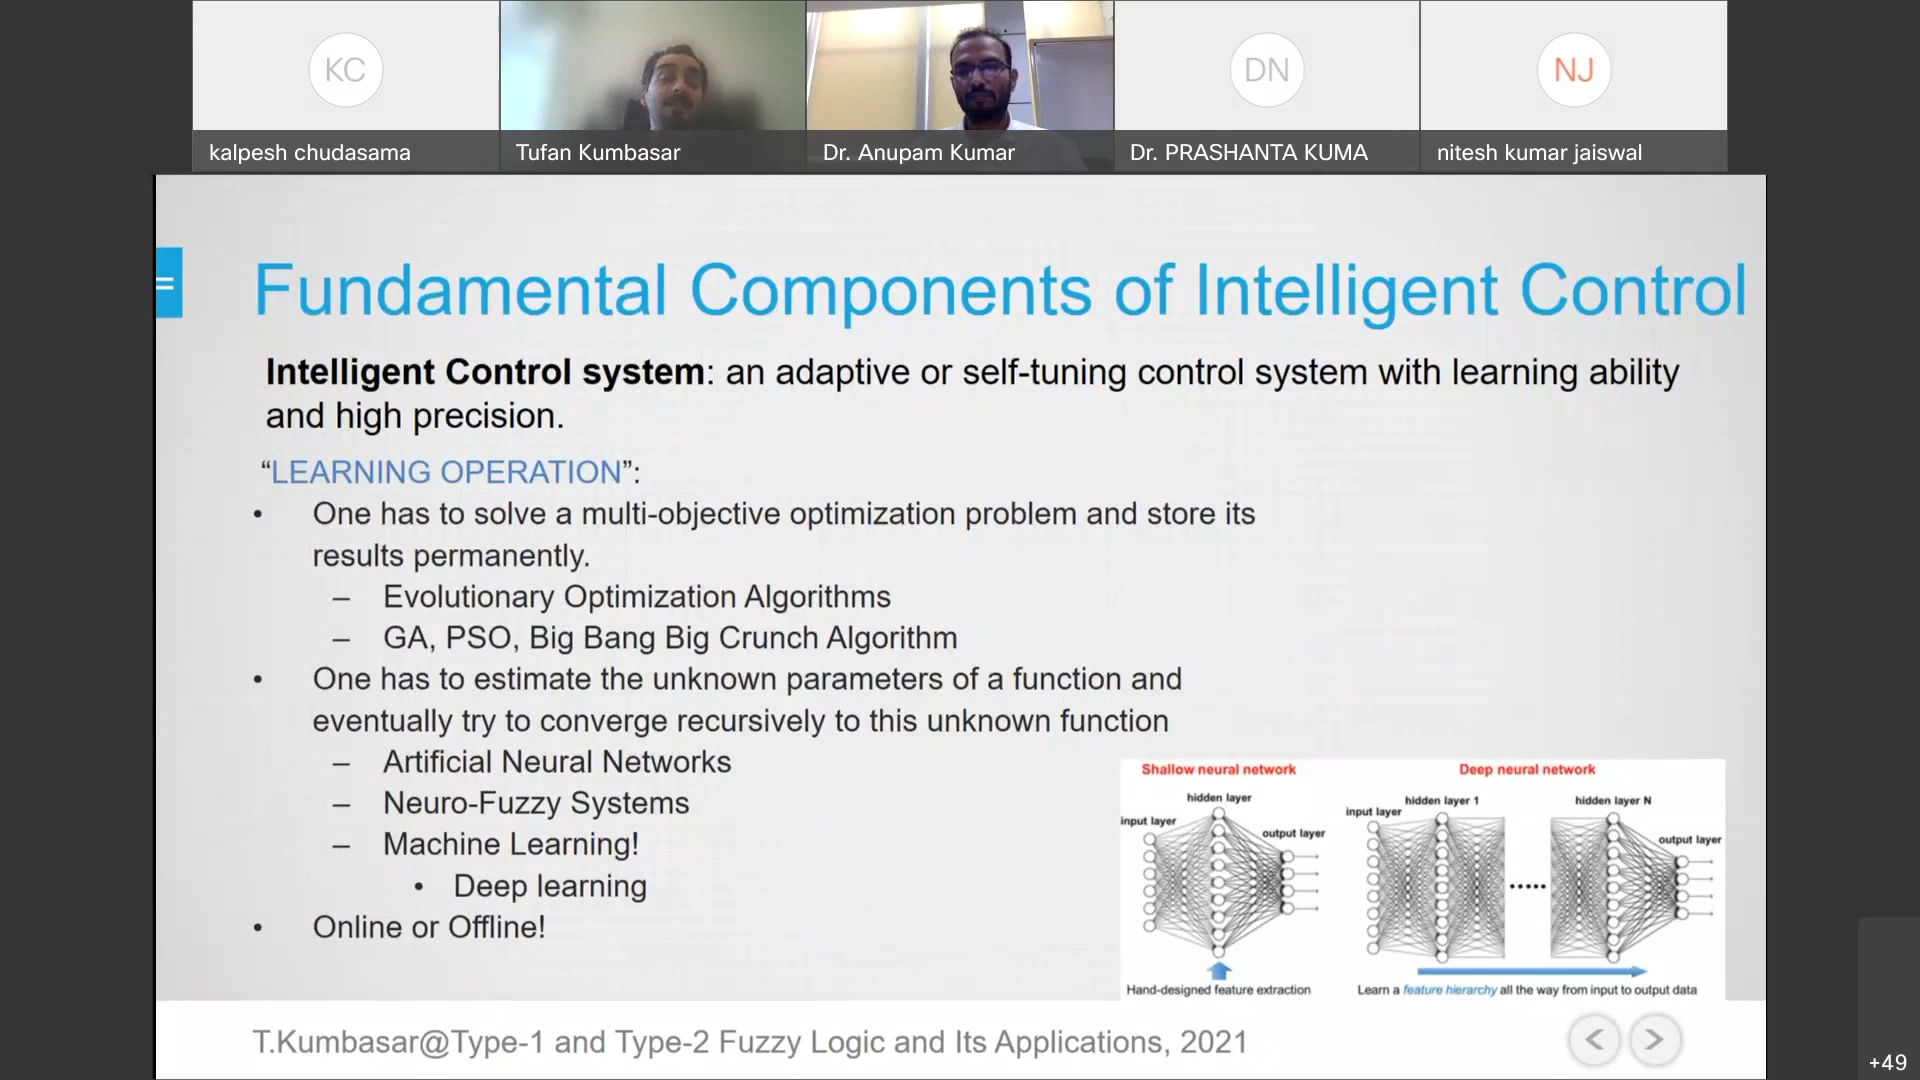 KC
DN
NJ
kalpesh chudasama
Tufan Kumbasar
Dr. Anupam Kumar
Dr. PRASHANTA KUMA
nitesh kumar jaiswal
Fundamental Components of Intelligent Control
Intelligent Control system: an adaptive or self-tuning control system with learning ability
and high precision.
“LEARNING OPERATION”:
• One has to solve a multi-objective optimization problem and store its
results permanently.
– Evolutionary Optimization Algorithms
– GA, PSO, Big Bang Big Crunch Algorithm
• One has to estimate the unknown parameters of a function and
eventually try to converge recursively to this unknown function
– Artificial Neural Networks
– Neuro-Fuzzy Systems
– Machine Learning!
• Deep learning
• Online or Offline!
Shallow neural network
hidden layer
input layer
output layer
Hand-designed feature extraction
Deep neural network
hidden layer 1
hidden layer N
input layer
output layer
Learn a feature hierarchy all the way from input to output data
T.Kumbasar@Type-1 and Type-2 Fuzzy Logic and Its Applications, 2021
+49